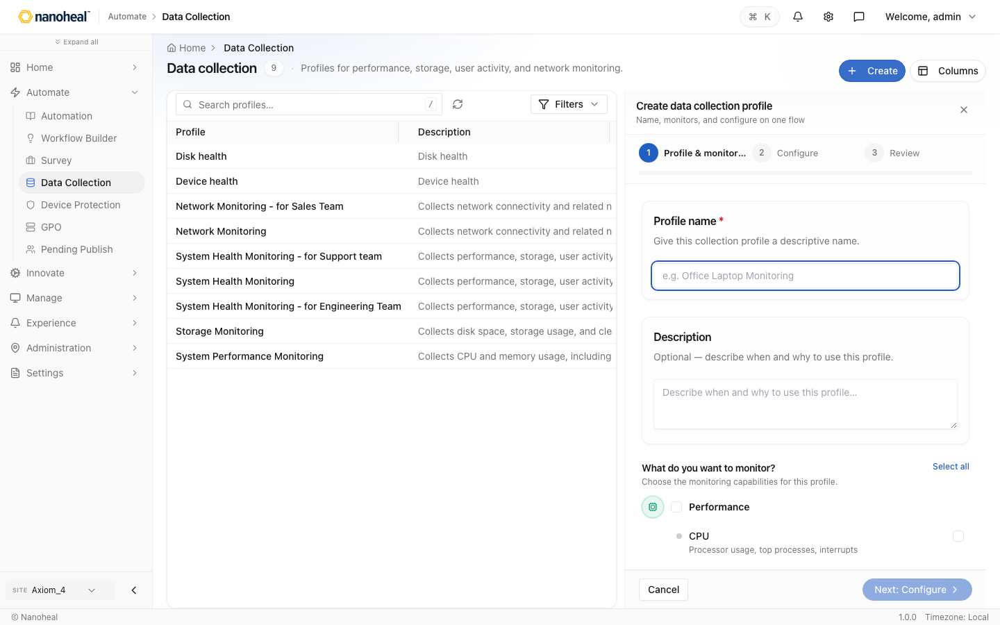 nanoheal™
Automate > Data Collection
⌘ K
Welcome, admin
Expand all
Home
Automate
Automation
Workflow Builder
Survey
Data Collection
Device Protection
GPO
Pending Publish
Innovate
Manage
Experience
Administration
Settings
SITE Axiom_4
Home > Data Collection
Data collection 9 · Profiles for performance, storage, user activity, and network monitoring.
+ Create
Columns
Search profiles...
/
Filters
Profile Description
Disk health Disk health
Device health Device health
Network Monitoring - for Sales Team Collects network connectivity and related n
Network Monitoring Collects network connectivity and related n
System Health Monitoring - for Support team Collects performance, storage, user activity
System Health Monitoring Collects performance, storage, user activity
System Health Monitoring - for Engineering Team Collects performance, storage, user activity
Storage Monitoring Collects disk space, storage usage, and cle
System Performance Monitoring Collects CPU and memory usage, including
Create data collection profile
Name, monitors, and configure on one flow
1 Profile & monitor... 2 Configure 3 Review
Profile name *
Give this collection profile a descriptive name.
e.g. Office Laptop Monitoring
Description
Optional — describe when and why to use this profile.
Describe when and why to use this profile...
What do you want to monitor? Select all
Choose the monitoring capabilities for this profile.
Performance
CPU
Processor usage, top processes, interrupts
Cancel
Next: Configure >
© Nanoheal
1.0.0 Timezone: Local